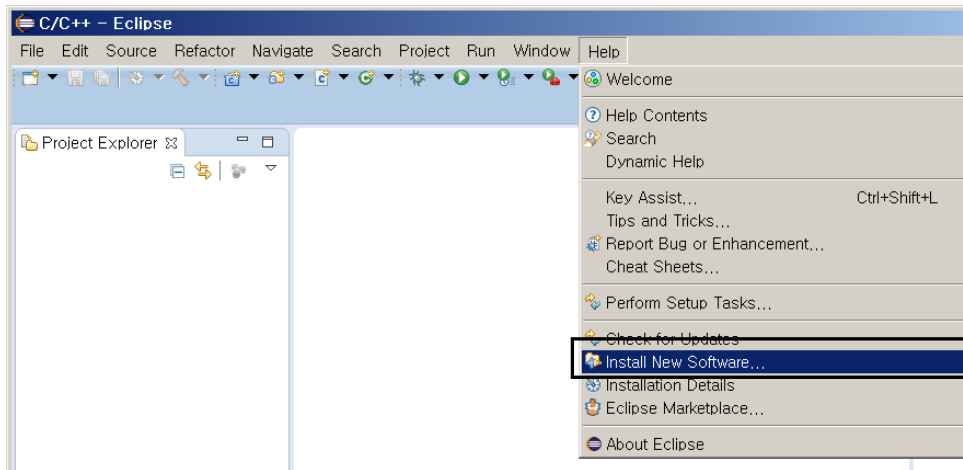 C/C++ - Eclipse
File Edit Source Refactor Navigate Search Project Run Window Help
Welcome
Project Explorer
Help Contents
Search
Dynamic Help
Key Assist... Ctrl+Shift+L
Tips and Tricks...
Report Bug or Enhancement...
Cheat Sheets...
Perform Setup Tasks...
Check for Updates
Install New Software...
Installation Details
Eclipse Marketplace...
About Eclipse